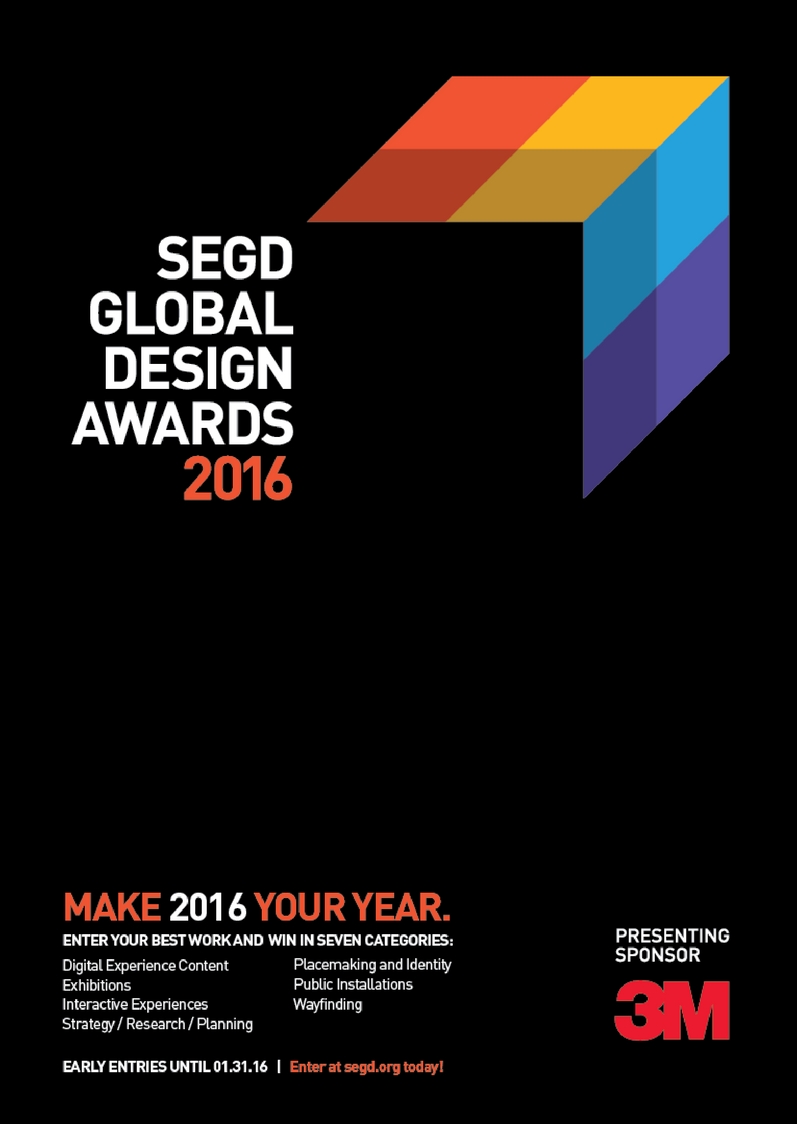 SEGD
GLOBAL
DESIGN
AWARDS
2016
MAKE 2016 YOUR YEAR.
ENTER YOUR BEST WORK AND WIN IN SEVEN CATEGORIES:
Digital Experience Content
Exhibitions
Interactive Experiences
Strategy / Research / Planning
Placemaking and Identity
Public Installations
Wayfinding
EARLY ENTRIES UNTIL 01.31.16 | Enter at segd.org today!
PRESENTING
SPONSOR
3M